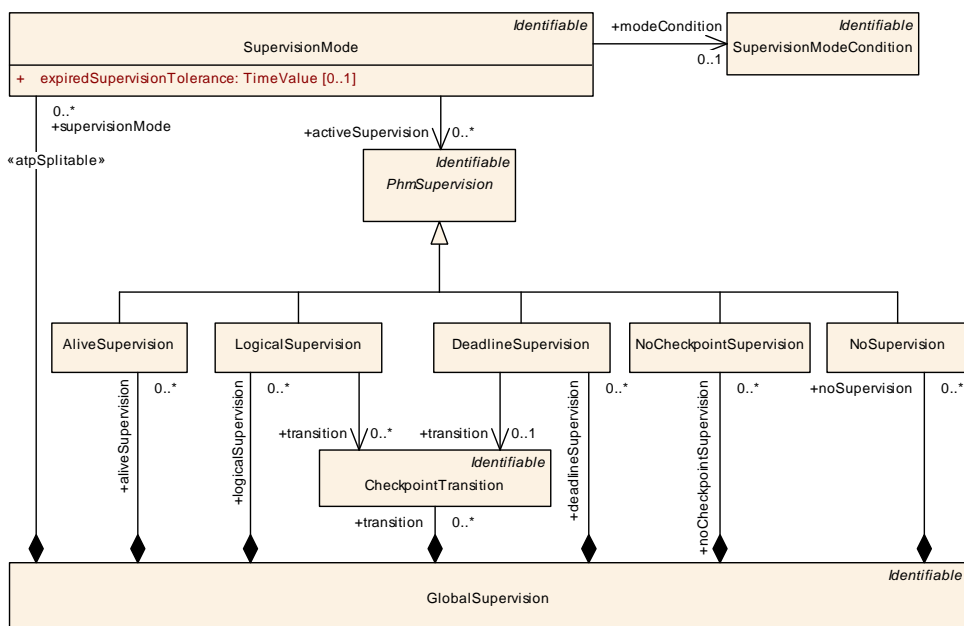 Identifiable
SupervisionMode
+ expiredSupervisionTolerance: TimeValue [0..1]
+modeCondition
0..1
Identifiable
SupervisionModeCondition
0..*
+supervisionMode
«atpSplitable»
+activeSupervision
0..*
Identifiable
PhmSupervision
AliveSupervision
LogicalSupervision
DeadlineSupervision
NoCheckpointSupervision
NoSupervision
0..*
+aliveSupervision
0..*
+logicalSupervision
+transition
0..*
+transition
0..1
0..*
+deadlineSupervision
0..*
+noCheckpointSupervision
+noSupervision
0..*
Identifiable
CheckpointTransition
+transition
0..*
Identifiable
GlobalSupervision